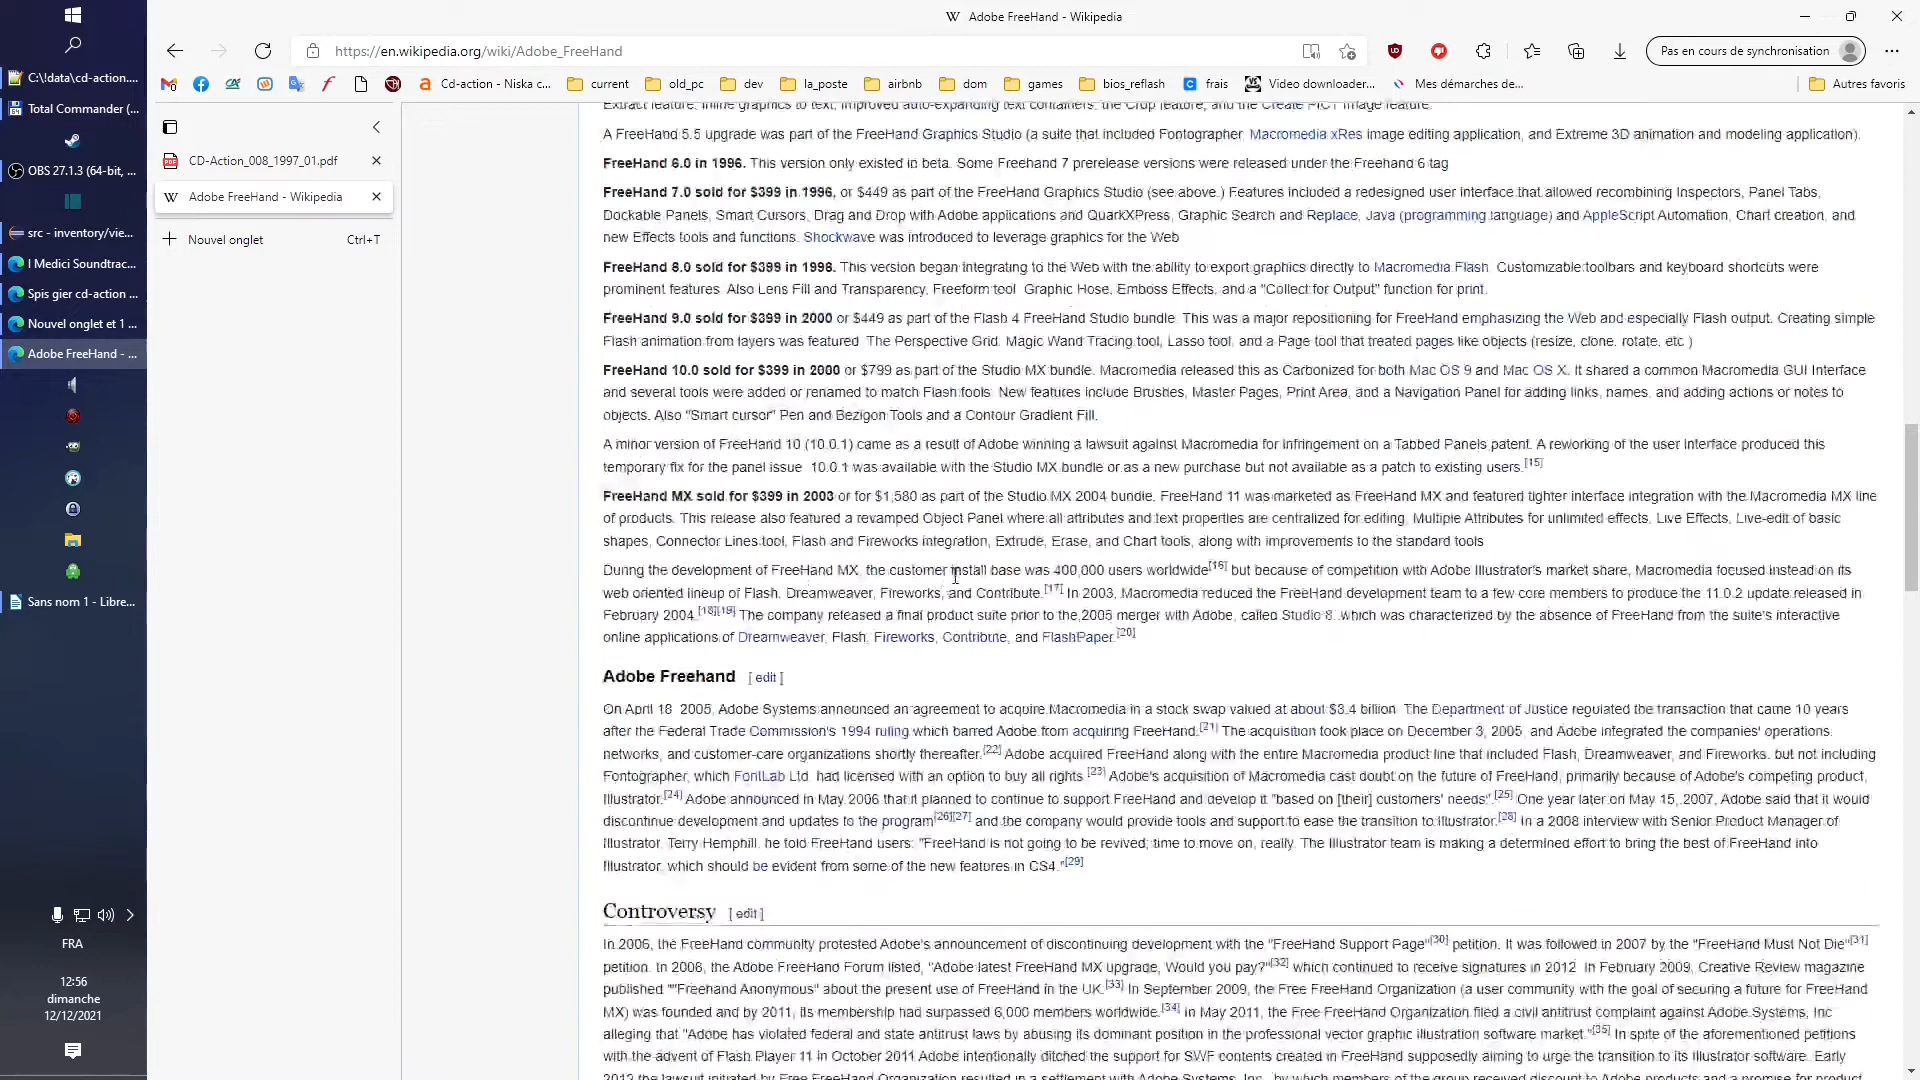 Adobe FreeHand - Wikipedia
https://en.wikipedia.org/wiki/Adobe_FreeHand
Pas en cours de synchronisation
Cd-action - Niska c...
current
old_pc
dev
la_poste
airbnb
dom
games
bios_reflash
frais
Video downloader...
Mes démarches de...
Autres favoris
C:\!data\cd-action....
Total Commander (...
OBS 27.1.3 (64-bit, ...
src - inventory/vie...
I Medici Soundtrac...
Spis gier cd-action ...
Nouvel onglet et 1 ...
Adobe FreeHand - ...
Sans nom 1 - Libre...
FRA
12:56
dimanche
12/12/2021
CD-Action_008_1997_01.pdf
Adobe FreeHand - Wikipedia
Nouvel onglet Ctrl+T
Extract feature, inline graphics to text, improved auto-expanding text containers, the Crop feature, and the Create PICT Image feature.
A FreeHand 5.5 upgrade was part of the FreeHand Graphics Studio (a suite that included Fontographer, Macromedia xRes image editing application, and Extreme 3D animation and modeling application).
FreeHand 6.0 in 1996. This version only existed in beta. Some Freehand 7 prerelease versions were released under the Freehand 6 tag
FreeHand 7.0 sold for $399 in 1996, or $449 as part of the FreeHand Graphics Studio (see above.) Features included a redesigned user interface that allowed recombining Inspectors, Panel Tabs,
Dockable Panels, Smart Cursors, Drag and Drop with Adobe applications and QuarkXPress, Graphic Search and Replace, Java (programming language) and AppleScript Automation, Chart creation, and
new Effects tools and functions. Shockwave was introduced to leverage graphics for the Web
FreeHand 8.0 sold for $399 in 1998. This version began integrating to the Web with the ability to export graphics directly to Macromedia Flash. Customizable toolbars and keyboard shortcuts were
prominent features. Also Lens Fill and Transparency, Freeform tool, Graphic Hose, Emboss Effects, and a "Collect for Output" function for print.
FreeHand 9.0 sold for $399 in 2000 or $449 as part of the Flash 4 FreeHand Studio bundle. This was a major repositioning for FreeHand emphasizing the Web and especially Flash output. Creating simple
Flash animation from layers was featured. The Perspective Grid, Magic Wand Tracing tool, Lasso tool, and a Page tool that treated pages like objects (resize, clone, rotate, etc.)
FreeHand 10.0 sold for $399 in 2000 or $799 as part of the Studio MX bundle. Macromedia released this as Carbonized for both Mac OS 9 and Mac OS X. It shared a common Macromedia GUI Interface
and several tools were added or renamed to match Flash tools. New features include Brushes, Master Pages, Print Area, and a Navigation Panel for adding links, names, and adding actions or notes to
objects. Also "Smart cursor" Pen and Bezigon Tools and a Contour Gradient Fill.
A minor version of FreeHand 10 (10.0.1) came as a result of Adobe winning a lawsuit against Macromedia for infringement on a Tabbed Panels patent. A reworking of the user interface produced this
temporary fix for the panel issue. 10.0.1 was available with the Studio MX bundle or as a new purchase but not available as a patch to existing users.[15]
FreeHand MX sold for $399 in 2003 or for $1,580 as part of the Studio MX 2004 bundle. FreeHand 11 was marketed as FreeHand MX and featured tighter interface integration with the Macromedia MX line
of products. This release also featured a revamped Object Panel where all attributes and text properties are centralized for editing, Multiple Attributes for unlimited effects, Live Effects, Live-edit of basic
shapes, Connector Lines tool, Flash and Fireworks integration, Extrude, Erase, and Chart tools, along with improvements to the standard tools
During the development of FreeHand MX, the customer install base was 400,000 users worldwide[16] but because of competition with Adobe Illustrator's market share, Macromedia focused instead on its
web oriented lineup of Flash, Dreamweaver, Fireworks, and Contribute.[17] In 2003, Macromedia reduced the FreeHand development team to a few core members to produce the 11.0.2 update released in
February 2004.[18][19] The company released a final product suite prior to the 2005 merger with Adobe, called Studio 8, which was characterized by the absence of FreeHand from the suite's interactive
online applications of Dreamweaver, Flash, Fireworks, Contribute, and FlashPaper.[20]
Adobe Freehand [ edit ]
On April 18, 2005, Adobe Systems announced an agreement to acquire Macromedia in a stock swap valued at about $3.4 billion. The Department of Justice regulated the transaction that came 10 years
after the Federal Trade Commission's 1994 ruling which barred Adobe from acquiring FreeHand.[21] The acquisition took place on December 3, 2005, and Adobe integrated the companies' operations,
networks, and customer-care organizations shortly thereafter.[22] Adobe acquired FreeHand along with the entire Macromedia product line that included Flash, Dreamweaver, and Fireworks, but not including
Fontographer, which FontLab Ltd. had licensed with an option to buy all rights.[23] Adobe's acquisition of Macromedia cast doubt on the future of FreeHand, primarily because of Adobe's competing product,
Illustrator.[24] Adobe announced in May 2006 that it planned to continue to support FreeHand and develop it "based on [their] customers' needs".[25] One year later on May 15, 2007, Adobe said that it would
discontinue development and updates to the program[26][27] and the company would provide tools and support to ease the transition to Illustrator.[28] In a 2008 interview with Senior Product Manager of
Illustrator, Terry Hemphill, he told FreeHand users: "FreeHand is not going to be revived; time to move on, really. The Illustrator team is making a determined effort to bring the best of FreeHand into
Illustrator, which should be evident from some of the new features in CS4."[29]
Controversy [ edit ]
In 2006, the FreeHand community protested Adobe's announcement of discontinuing development with the "FreeHand Support Page"[30] petition. It was followed in 2007 by the "FreeHand Must Not Die"[31]
petition. In 2008, the Adobe FreeHand Forum listed, "Adobe latest FreeHand MX upgrade, Would you pay?"[32] which continued to receive signatures in 2012. In February 2009, Creative Review magazine
published ""Freehand Anonymous" about the present use of FreeHand in the UK.[33] In September 2009, the Free FreeHand Organization (a user community with the goal of securing a future for FreeHand
MX) was founded and by 2011, its membership had surpassed 6,000 members worldwide.[34] In May 2011, the Free FreeHand Organization filed a civil antitrust complaint against Adobe Systems, Inc.
alleging that "Adobe has violated federal and state antitrust laws by abusing its dominant position in the professional vector graphic illustration software market."[35] In spite of the aforementioned petitions
with the advent of Flash Player 11 in October 2011 Adobe intentionally ditched the support for SWF contents created in FreeHand supposedly aiming to urge the transition to its Illustrator software. Early
2012 the lawsuit initiated by Free FreeHand Organization resulted in a settlement with Adobe Systems, Inc., by which members of the group received discount to Adobe products and a promise for product